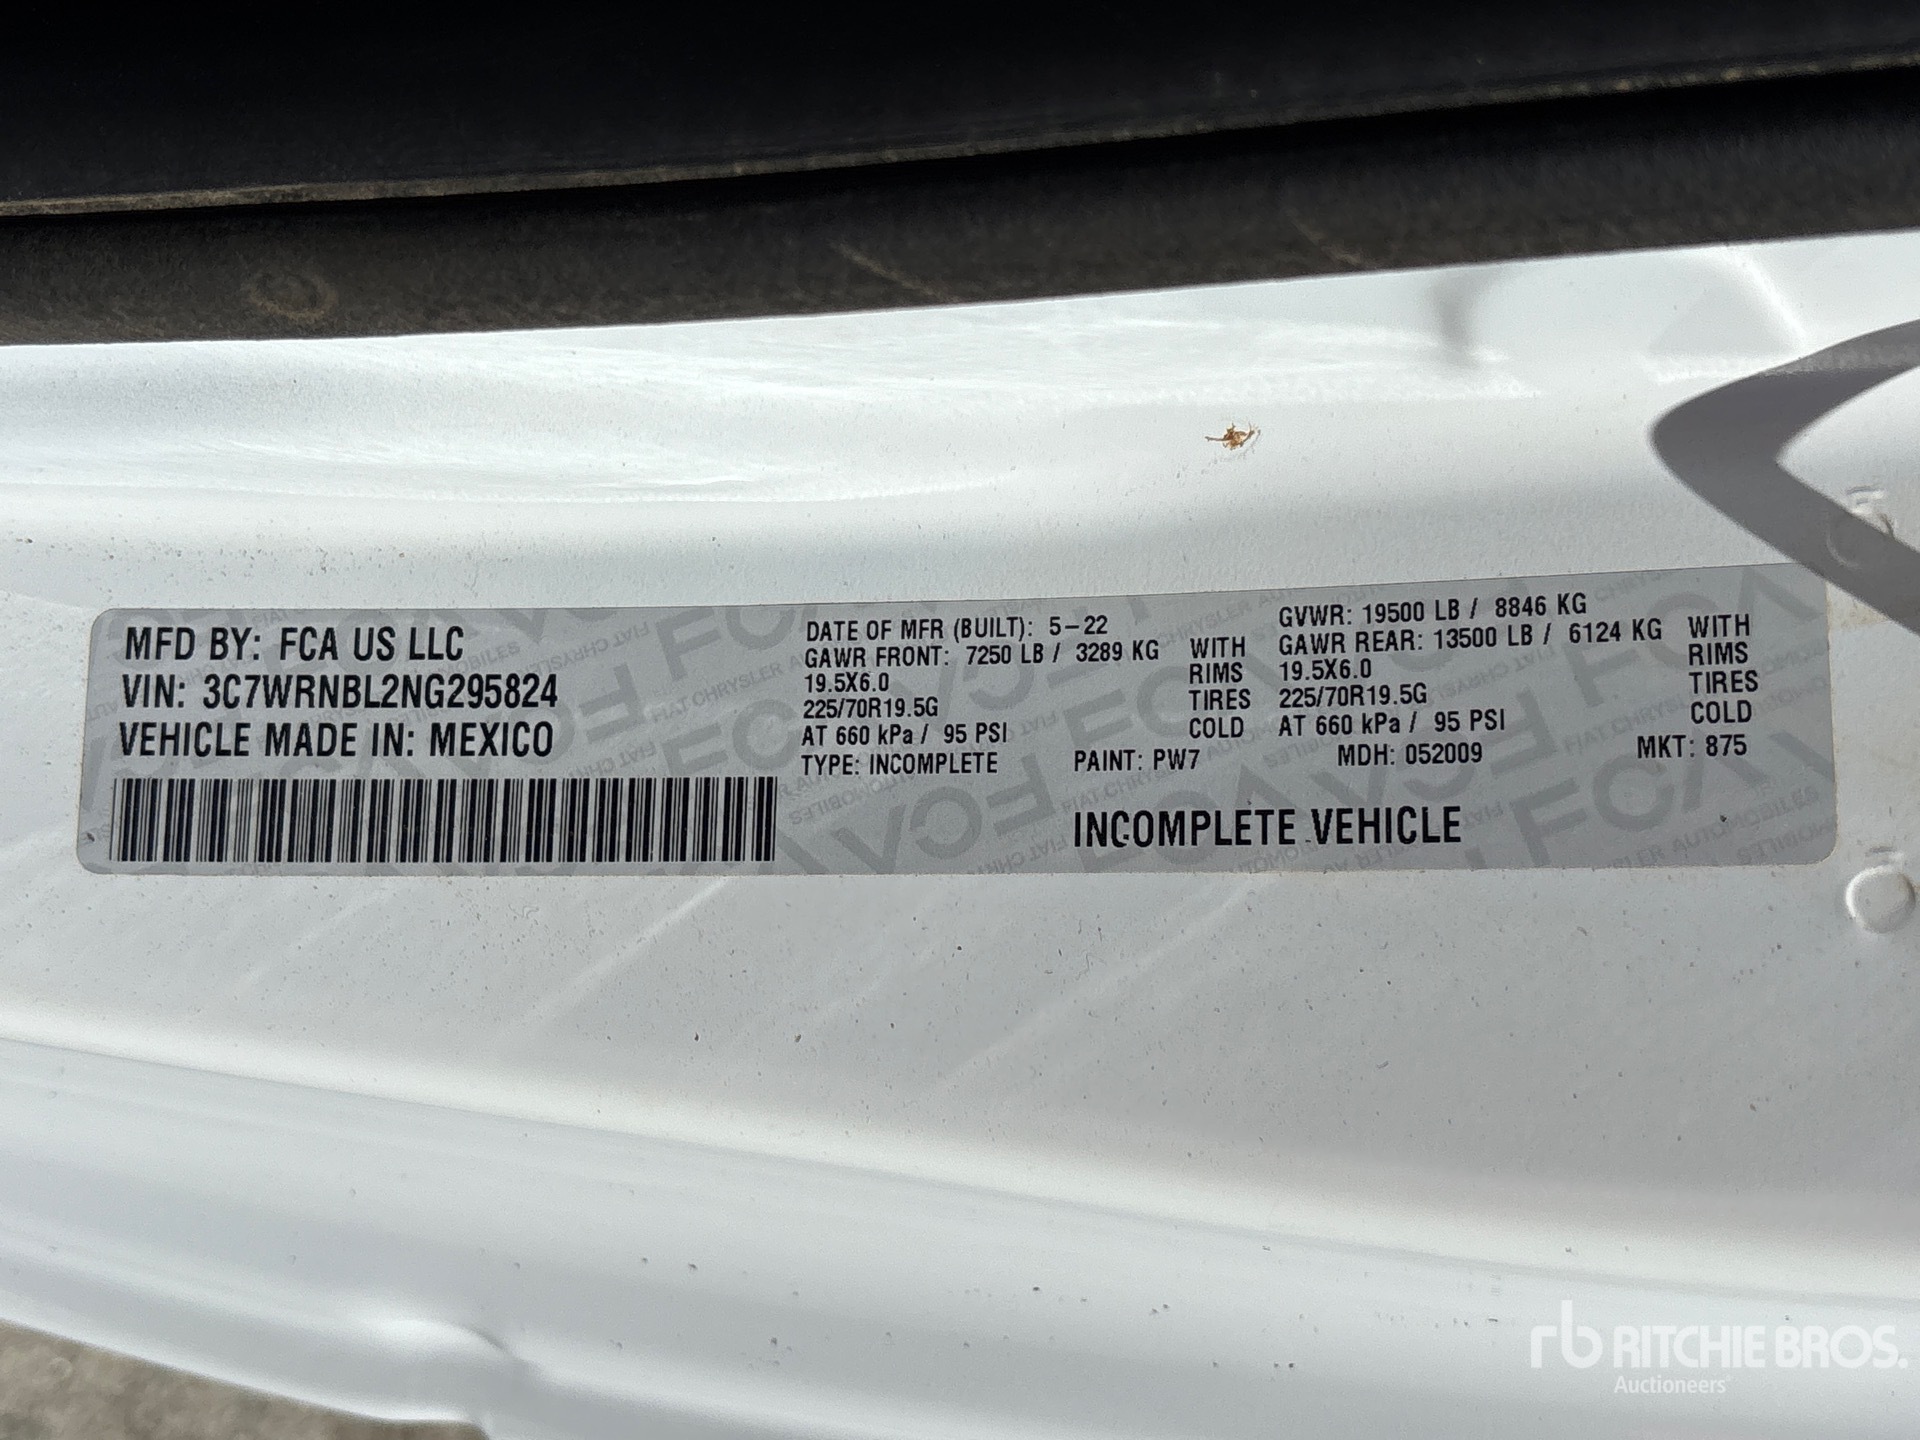 MFD BY: FCA US LLC
VIN: 3C7WRNBL2NG295824
VEHICLE MADE IN: MEXICO
DATE OF MFR (BUILT): 5-22
GAWR FRONT: 7250 LB / 3289 KG WITH
19.5X6.0 RIMS
225/70R19.5G TIRES
AT 660 kPa / 95 PSI COLD
GVWR: 19500 LB / 8846 KG
GAWR REAR: 13500 LB / 6124 KG WITH
19.5X6.0 RIMS
225/70R19.5G TIRES
AT 660 kPa / 95 PSI COLD
TYPE: INCOMPLETE PAINT: PW7 MDH: 052009 MKT: 875
INCOMPLETE VEHICLE
rb RITCHIE BROS.
Auctioneers